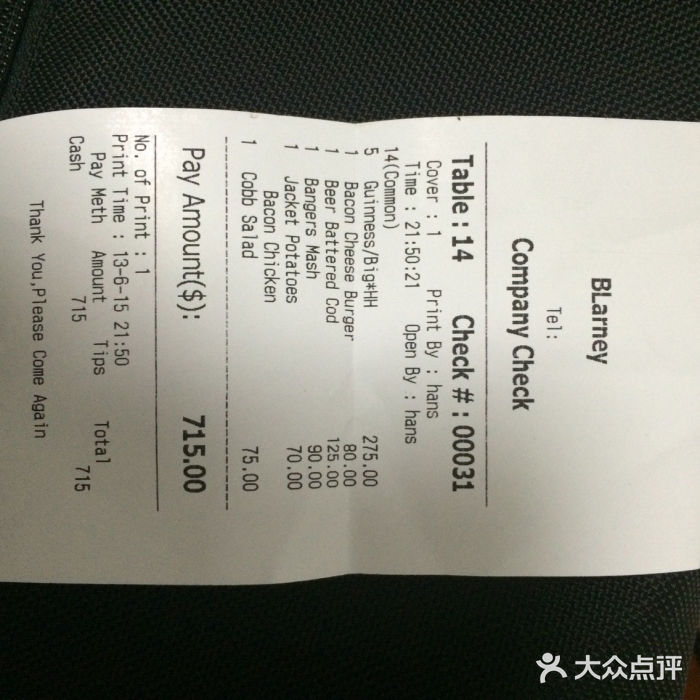 BLarney
Tel:
Company Check
Table : 14 Check # : 00031
Cover : 1 Print By : hans
Time : 21:50:21 Open By : hans
14(Common)
5 Guinness/Big*HH 275.00
1 Bacon Cheese Burger 80.00
1 Beer Battered Cod 125.00
1 Bangers Mash 90.00
1 Jacket Potatoes 70.00
Bacon Chicken
1 Cobb Salad 75.00
Pay Amount($): 715.00
No. of Print : 1
Print Time : 13-6-15 21:50
Pay Meth Amount Tips Total
Cash 715 715
Thank You,Please Come Again
大众点评